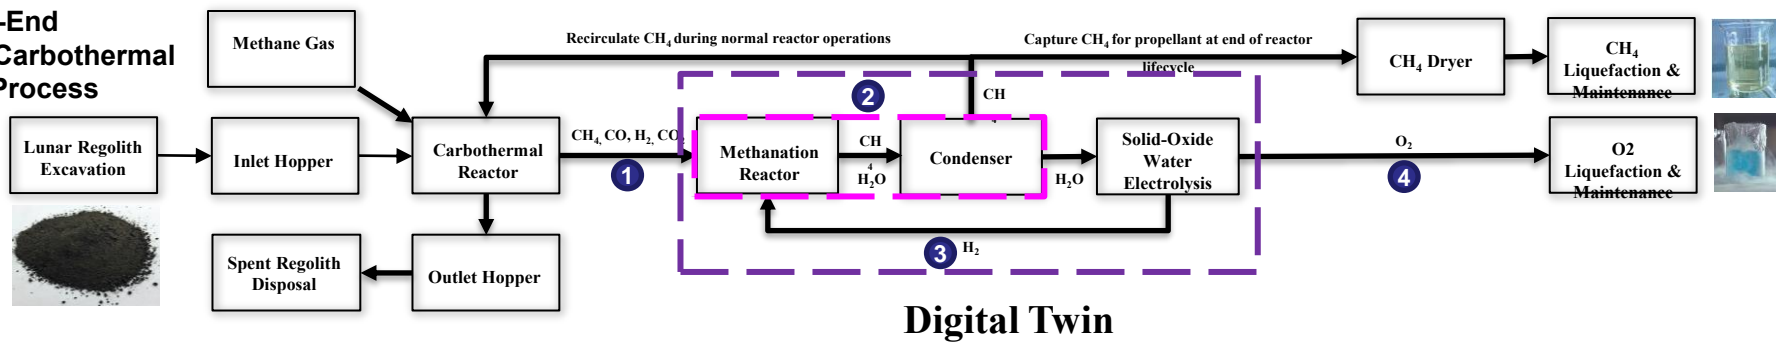 -End
Carbothermal
Process
Methane Gas
Recirculate CH₄ during normal reactor operations
Capture CH₄ for propellant at end of reactor
lifecycle
CH₄ Dryer
CH₄
Liquefaction &
Maintenance
Lunar Regolith
Excavation
Inlet Hopper
Carbothermal
Reactor
CH₄, CO, H₂, CO₂
1
2
Methanation
Reactor
CH
4
H₂O
CH
4
Condenser
H₂O
Solid-Oxide
Water
Electrolysis
O₂
4
O2
Liquefaction &
Maintenance
3
H₂
Spent Regolith
Disposal
Outlet Hopper
Digital Twin